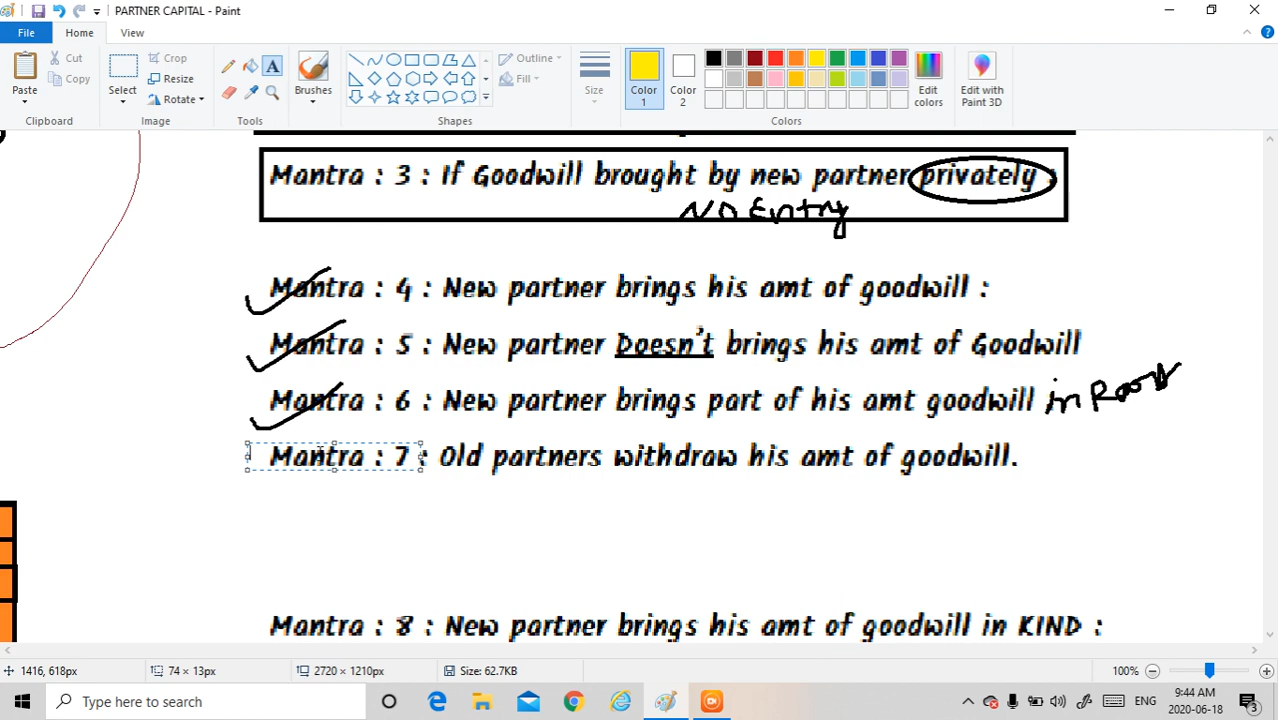 PARTNER CAPITAL - Paint
File
Home
View
Paste
Cut
Copy
Clipboard
Select
Crop
Resize
Rotate
Image
A
Tools
Brushes
Outline
Fill
Shapes
Size
Color
1
Color
2
Edit
colors
Edit with
Paint 3D
Colors
Mantra : 3 : If Goodwill brought by new partner privately :
NO Entry
Mantra : 4 : New partner brings his amt of goodwill :
Mantra : 5 : New partner Doesn't brings his amt of Goodwill
Mantra : 6 : New partner brings part of his amt goodwill in
Mantra : 7 : Old partners withdraw his amt of goodwill.
Mantra : 8 : New partner brings his amt of goodwill in KIND :
1416, 618px
74 × 13px
2720 × 1210px
Size: 62.7KB
100%
Type here to search
ENG
9:44 AM
2020-06-18
3